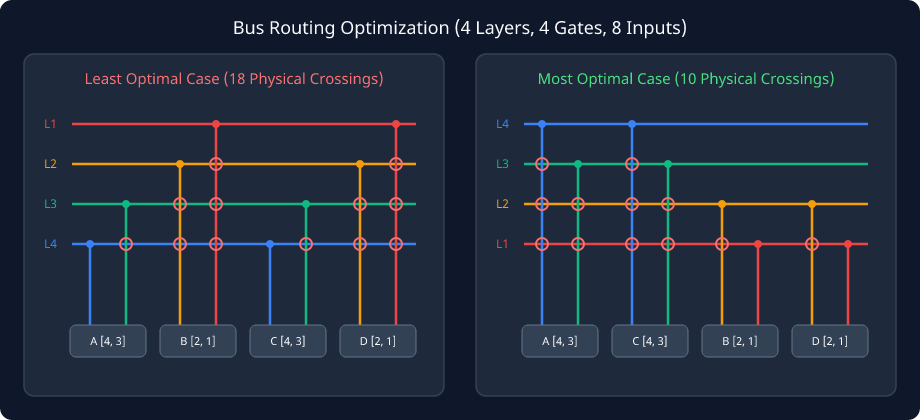 Bus Routing Optimization (4 Layers, 4 Gates, 8 Inputs)
Least Optimal Case (18 Physical Crossings)
L1
L2
L3
L4
A [4, 3]
B [2, 1]
C [4, 3]
D [2, 1]
Most Optimal Case (10 Physical Crossings)
L4
L3
L2
L1
A [4, 3]
C [4, 3]
B [2, 1]
D [2, 1]